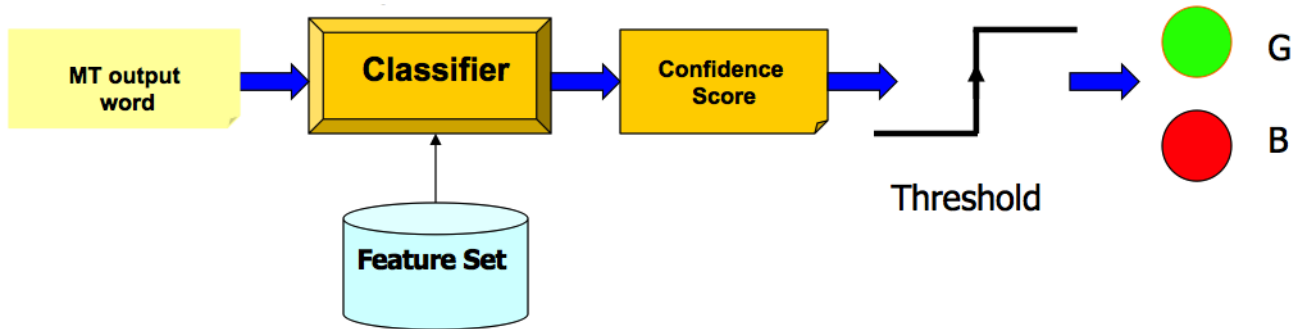 MT output
word
Classifier
Confidence
Score
Threshold
G
B
Feature Set